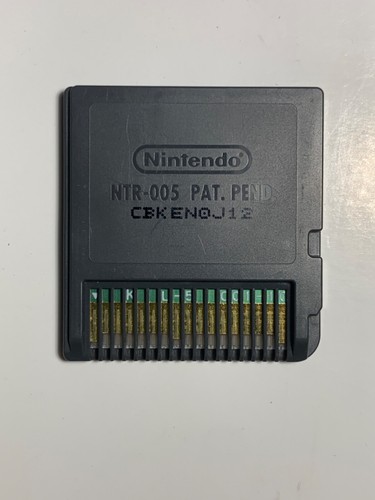 Nintendo®
NTR-005 PAT. PEND
CBKEN0J12